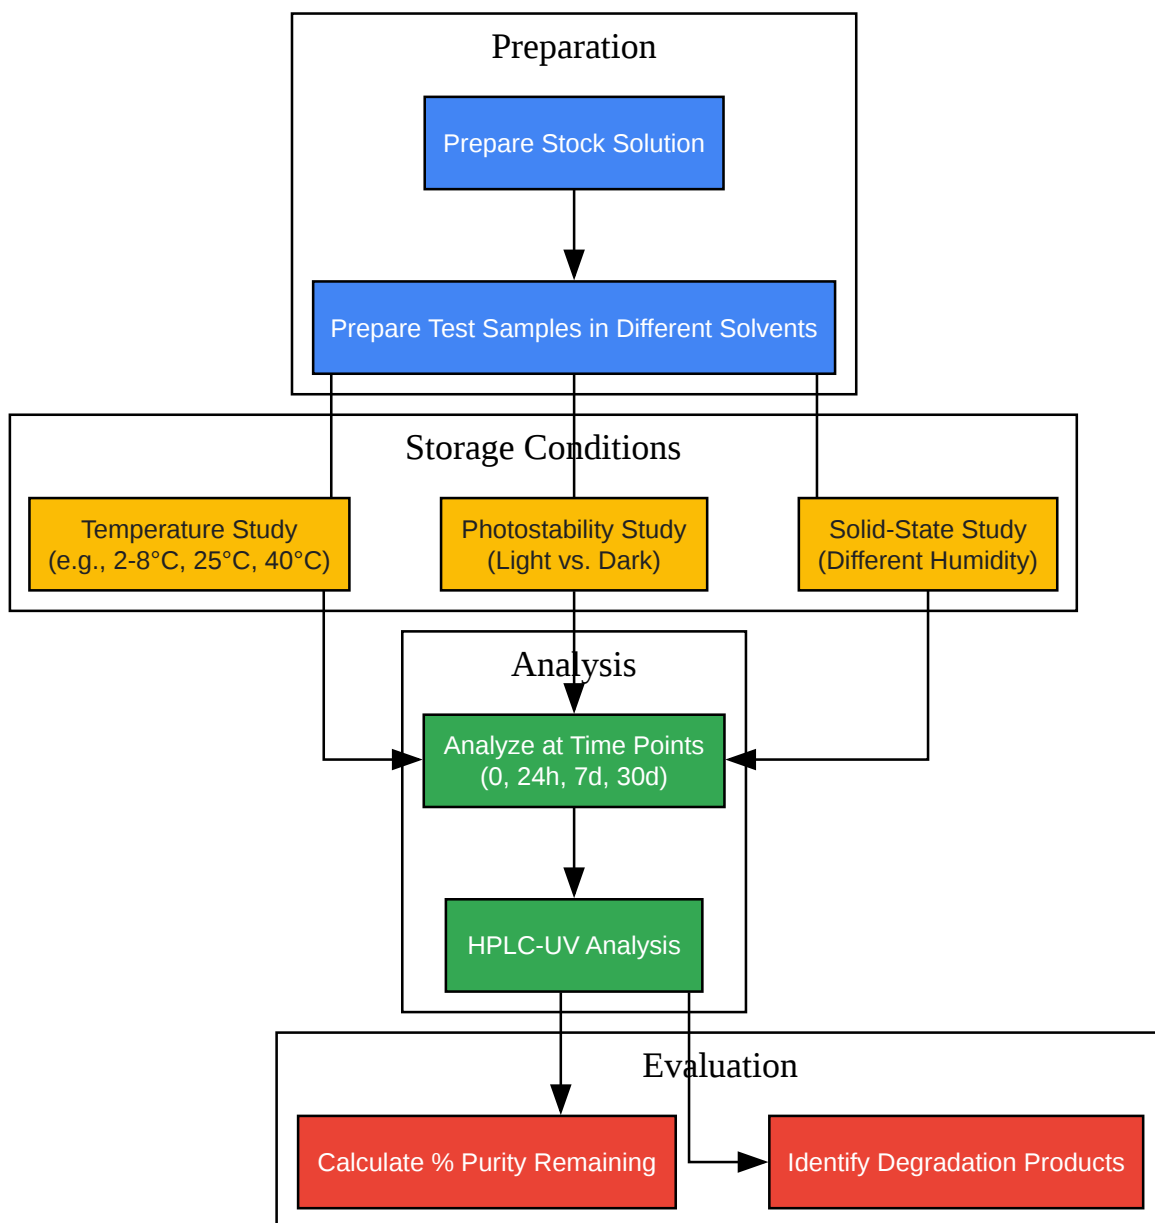 Preparation
Prepare Stock Solution
Prepare Test Samples in Different Solvents
Storage Conditions
Temperature Study
(e.g., 2-8°C, 25°C, 40°C)
Photostability Study
(Light vs. Dark)
Solid-State Study
(Different Humidity)
Analysis
Analyze at Time Points
(0, 24h, 7d, 30d)
HPLC-UV Analysis
Evaluation
Calculate % Purity Remaining
Identify Degradation Products